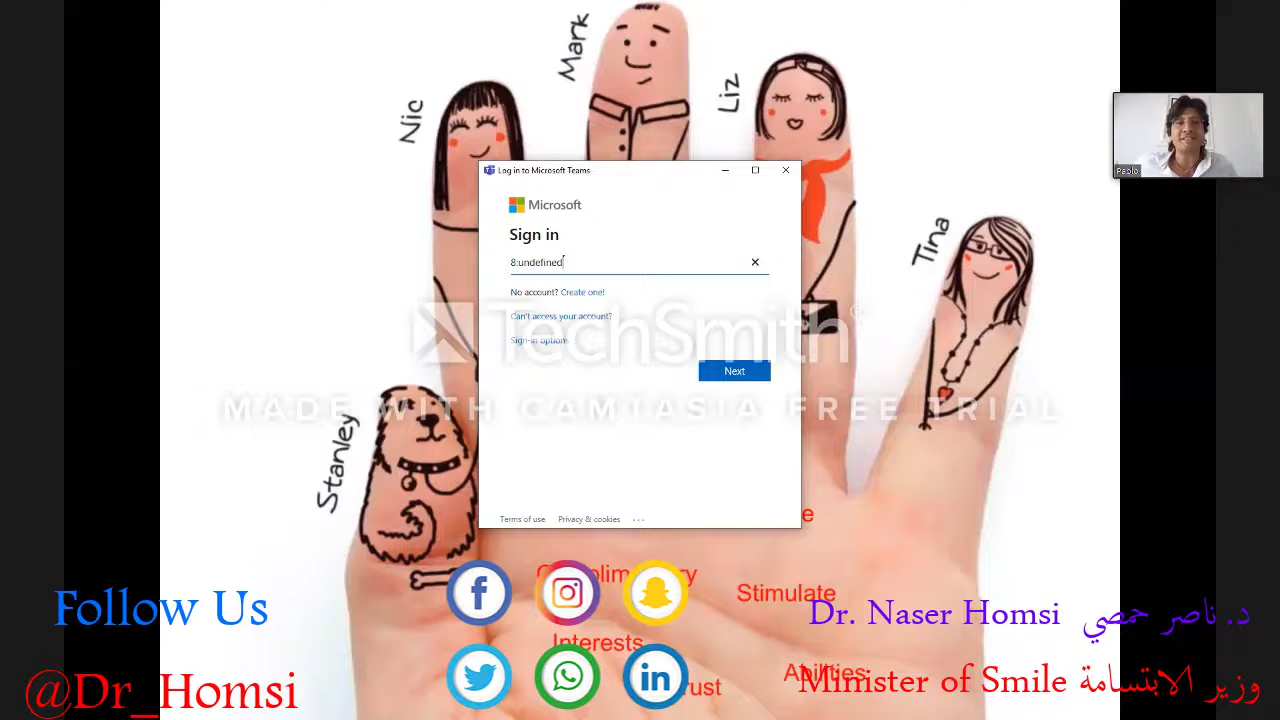 Mark
Liz
Nic
Log in to Microsoft Teams
Paolo
Microsoft
Sign in
8:undefined
No account? Create one!
Tina
Can't access your account?
Sign-in options
TechSmith®
Next
MADE WITH CAMTASIA FREE TRIAL
Stanley
Terms of use Privacy & cookies ...
Stimulate
Follow Us
Dr. Naser Homsi د. ناصر حمصي
Interests
Abilities
@Dr_Homsi
Minister of Smile وزير الابتسامة